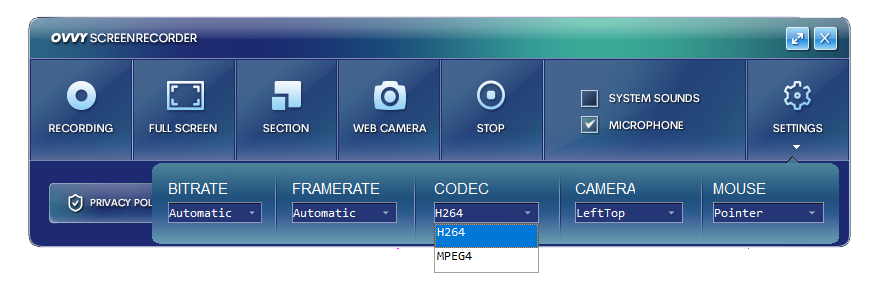 OVVY SCREENRECORDER
RECORDING
FULL SCREEN
SECTION
WEB CAMERA
STOP
SYSTEM SOUNDS
MICROPHONE
SETTINGS
PRIVACY POL
BITRATE
Automatic
FRAMERATE
Automatic
CODEC
H264
H264
MPEG4
CAMERA
LeftTop
MOUSE
Pointer